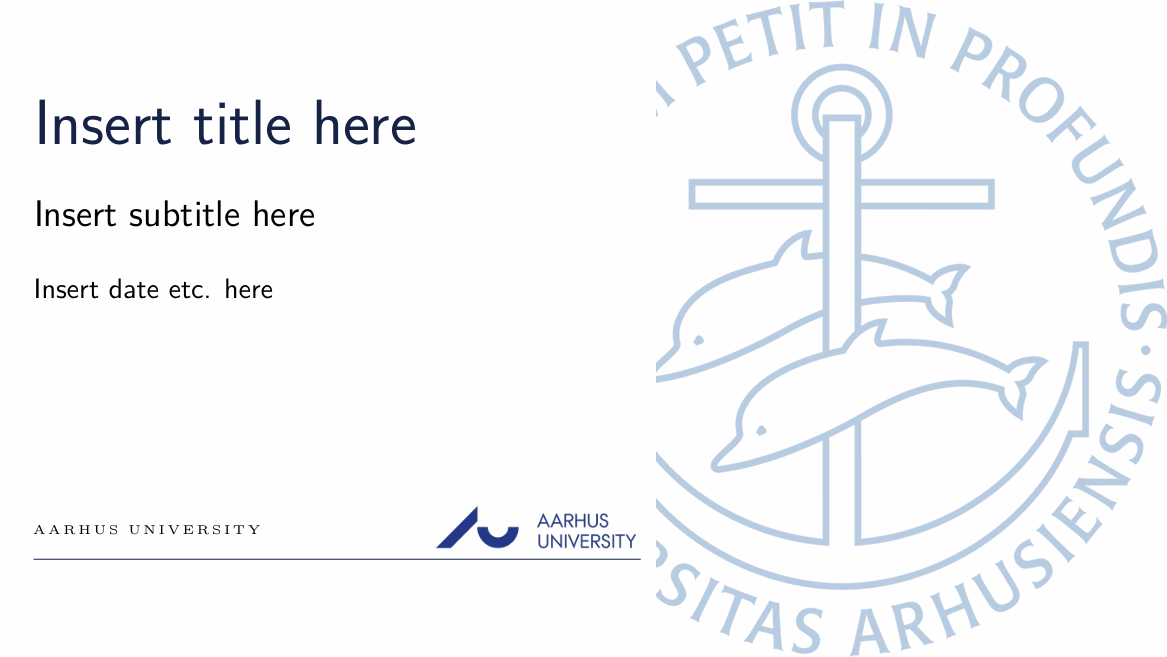 Insert title here
Insert subtitle here
Insert date etc. here
AARHUS UNIVERSITY
AARHUS
UNIVERSITY
PETIT IN PROFUNDIS ·
SITAS ARHUSIENSIS